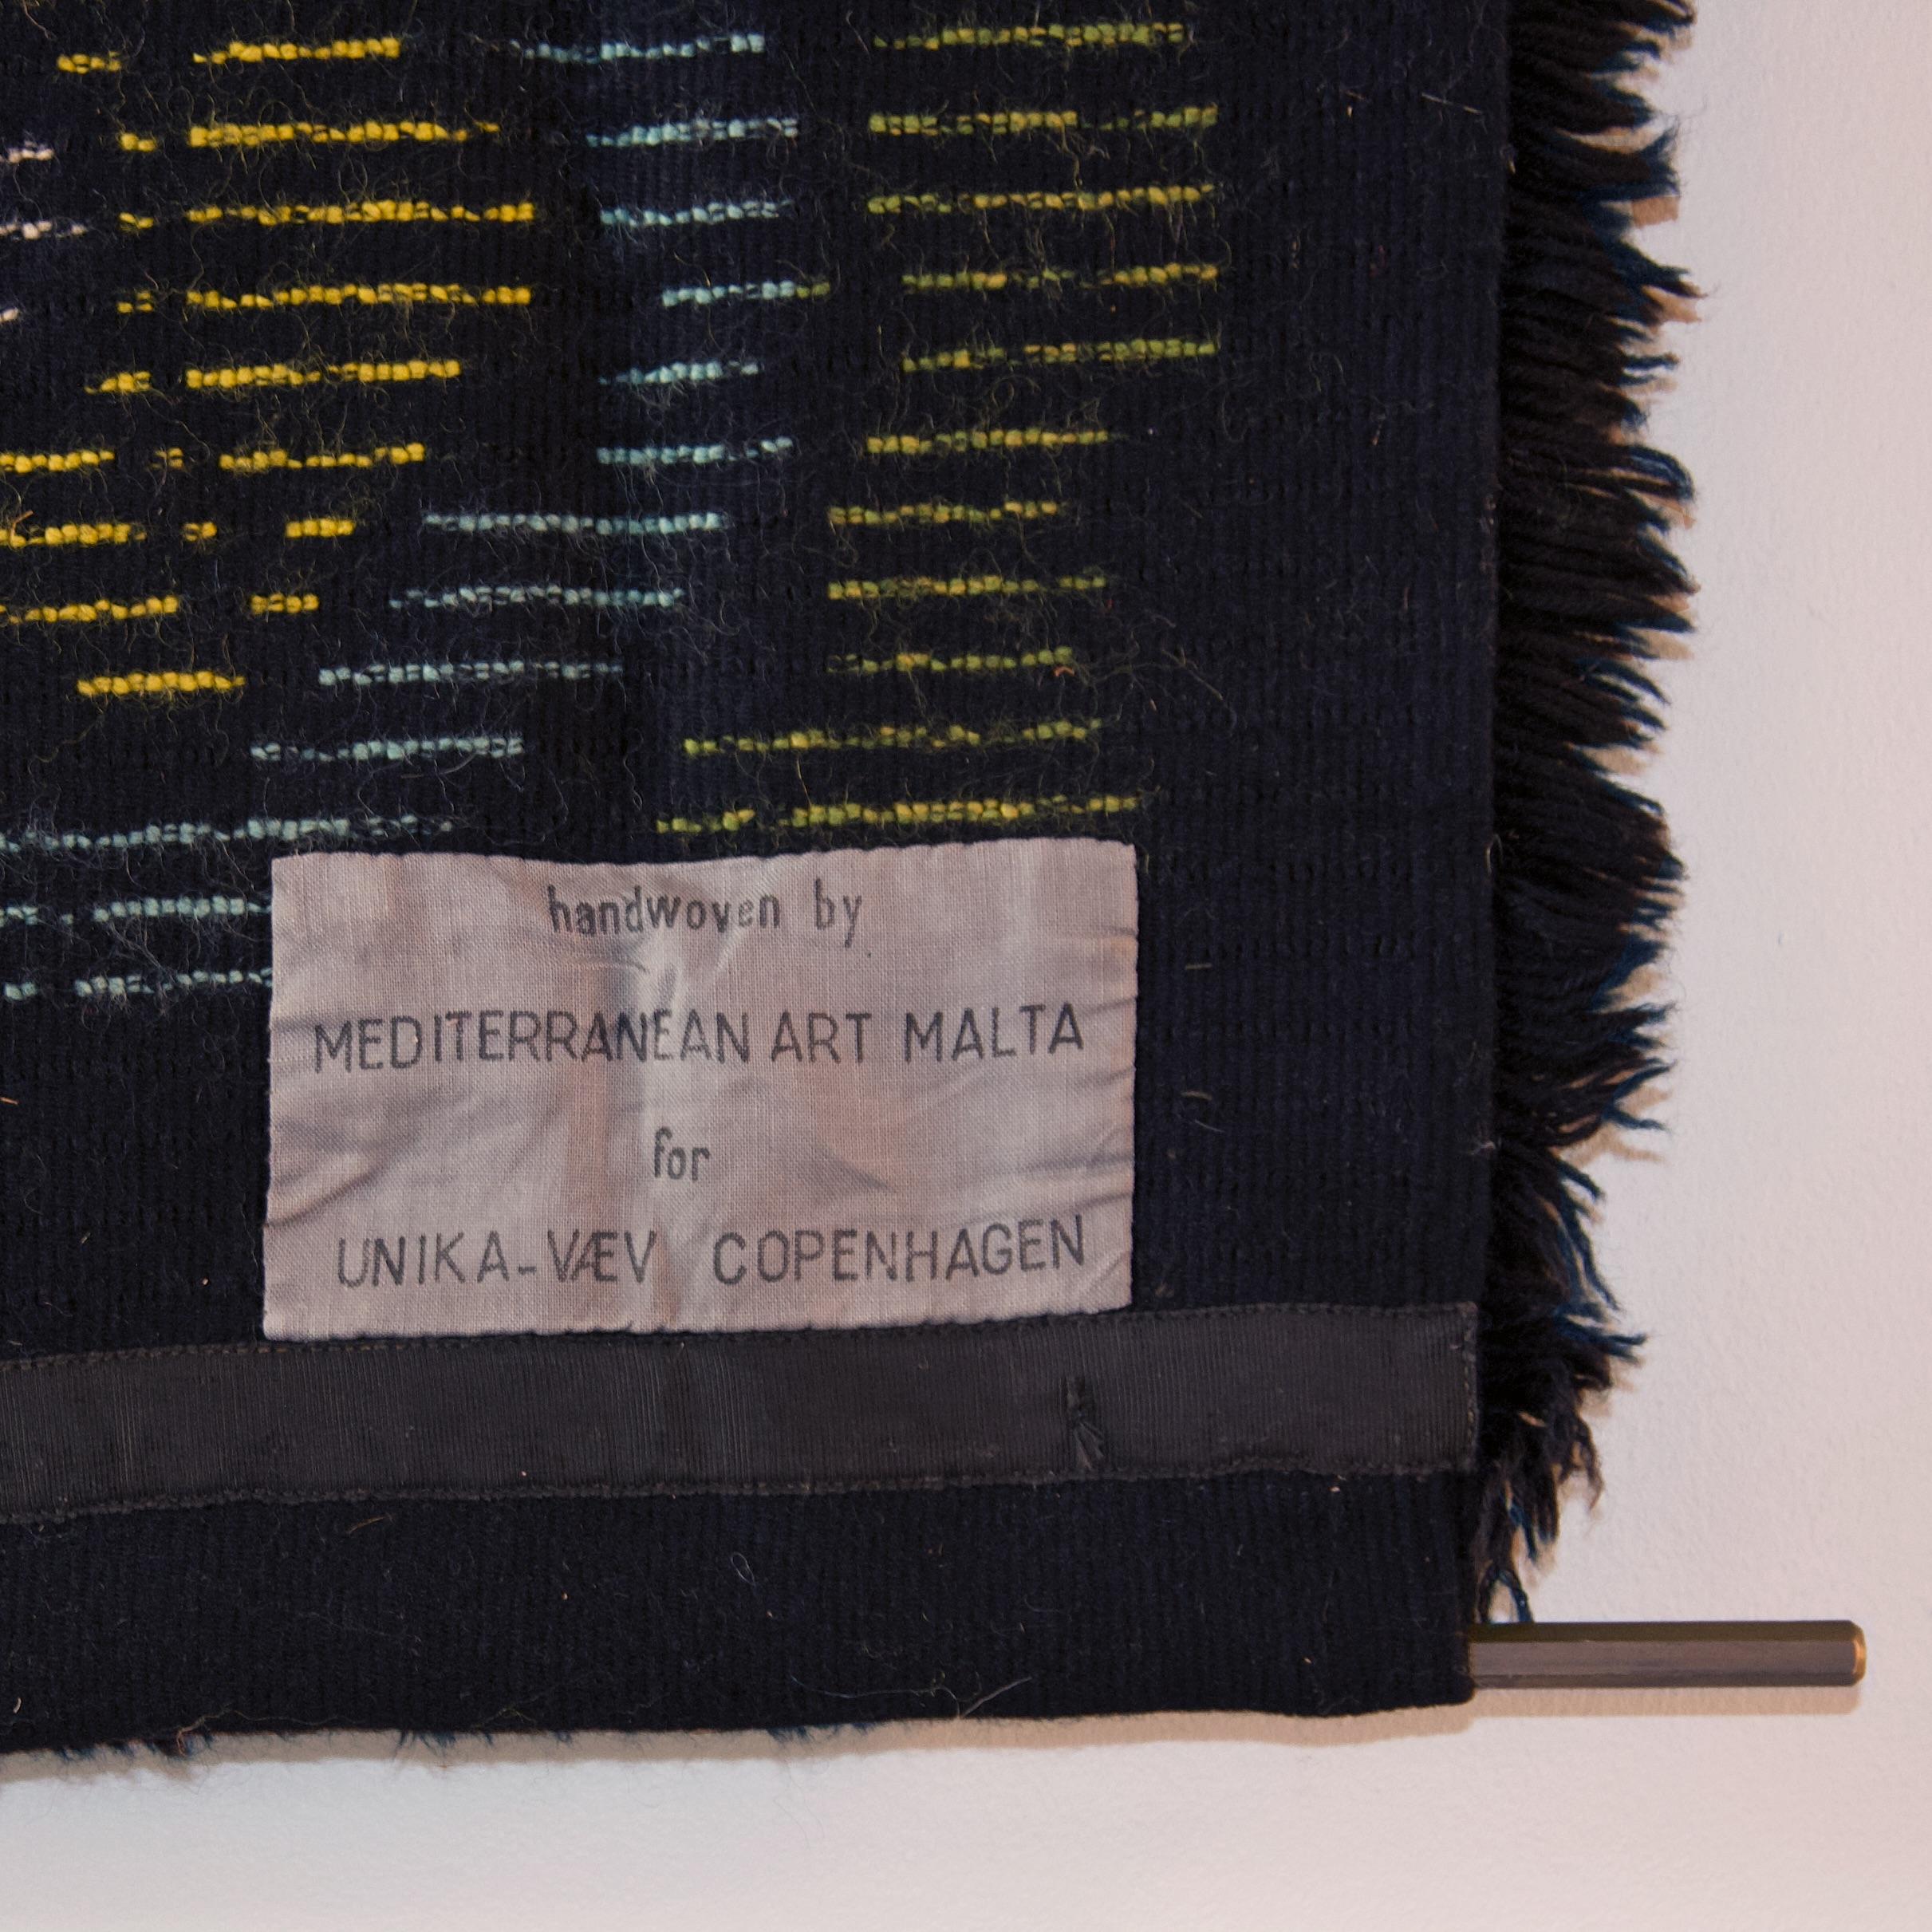 handwoven by
MEDITERRANEAN ART MALTA
for
UNIKA-VÆV COPENHAGEN